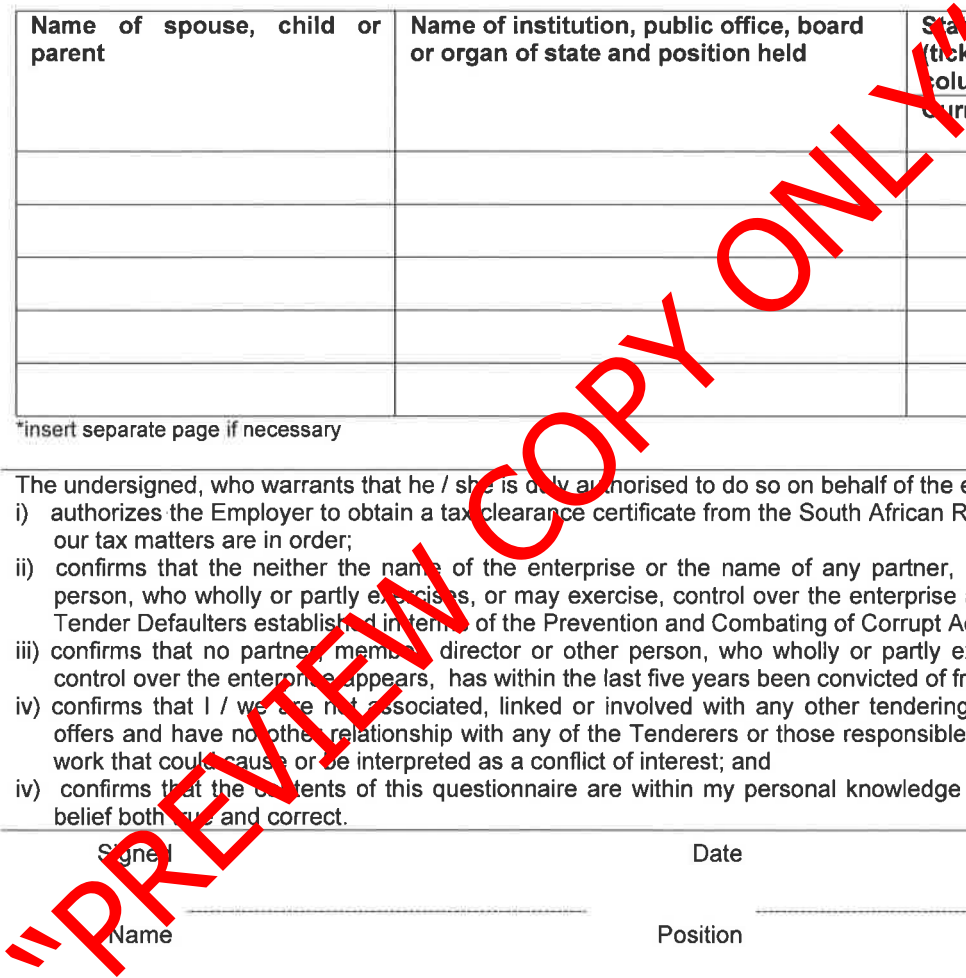 Name of spouse, child or parent
Name of institution, public office, board or organ of state and position held
*insert separate page if necessary
The undersigned, who warrants that he / she is duly authorised to do so on behalf of the
i) authorizes the Employer to obtain a tax clearance certificate from the South African
our tax matters are in order;
ii) confirms that the neither the name of the enterprise or the name of any partner,
person, who wholly or partly exercises, or may exercise, control over the enterprise
Tender Defaulters established in terms of the Prevention and Combating of Corrupt
iii) confirms that no partner, member, director or other person, who wholly or partly
control over the enterprise appears, has within the last five years been convicted of
iv) confirms that I / we are not associated, linked or involved with any other tendering
offers and have no other relationship with any of the Tenderers or those responsible
work that could cause or be interpreted as a conflict of interest; and
iv) confirms that the contents of this questionnaire are within my personal knowledge
belief both true and correct.
Signed Date
Name Position
"PREVIEW COPY ONLY"